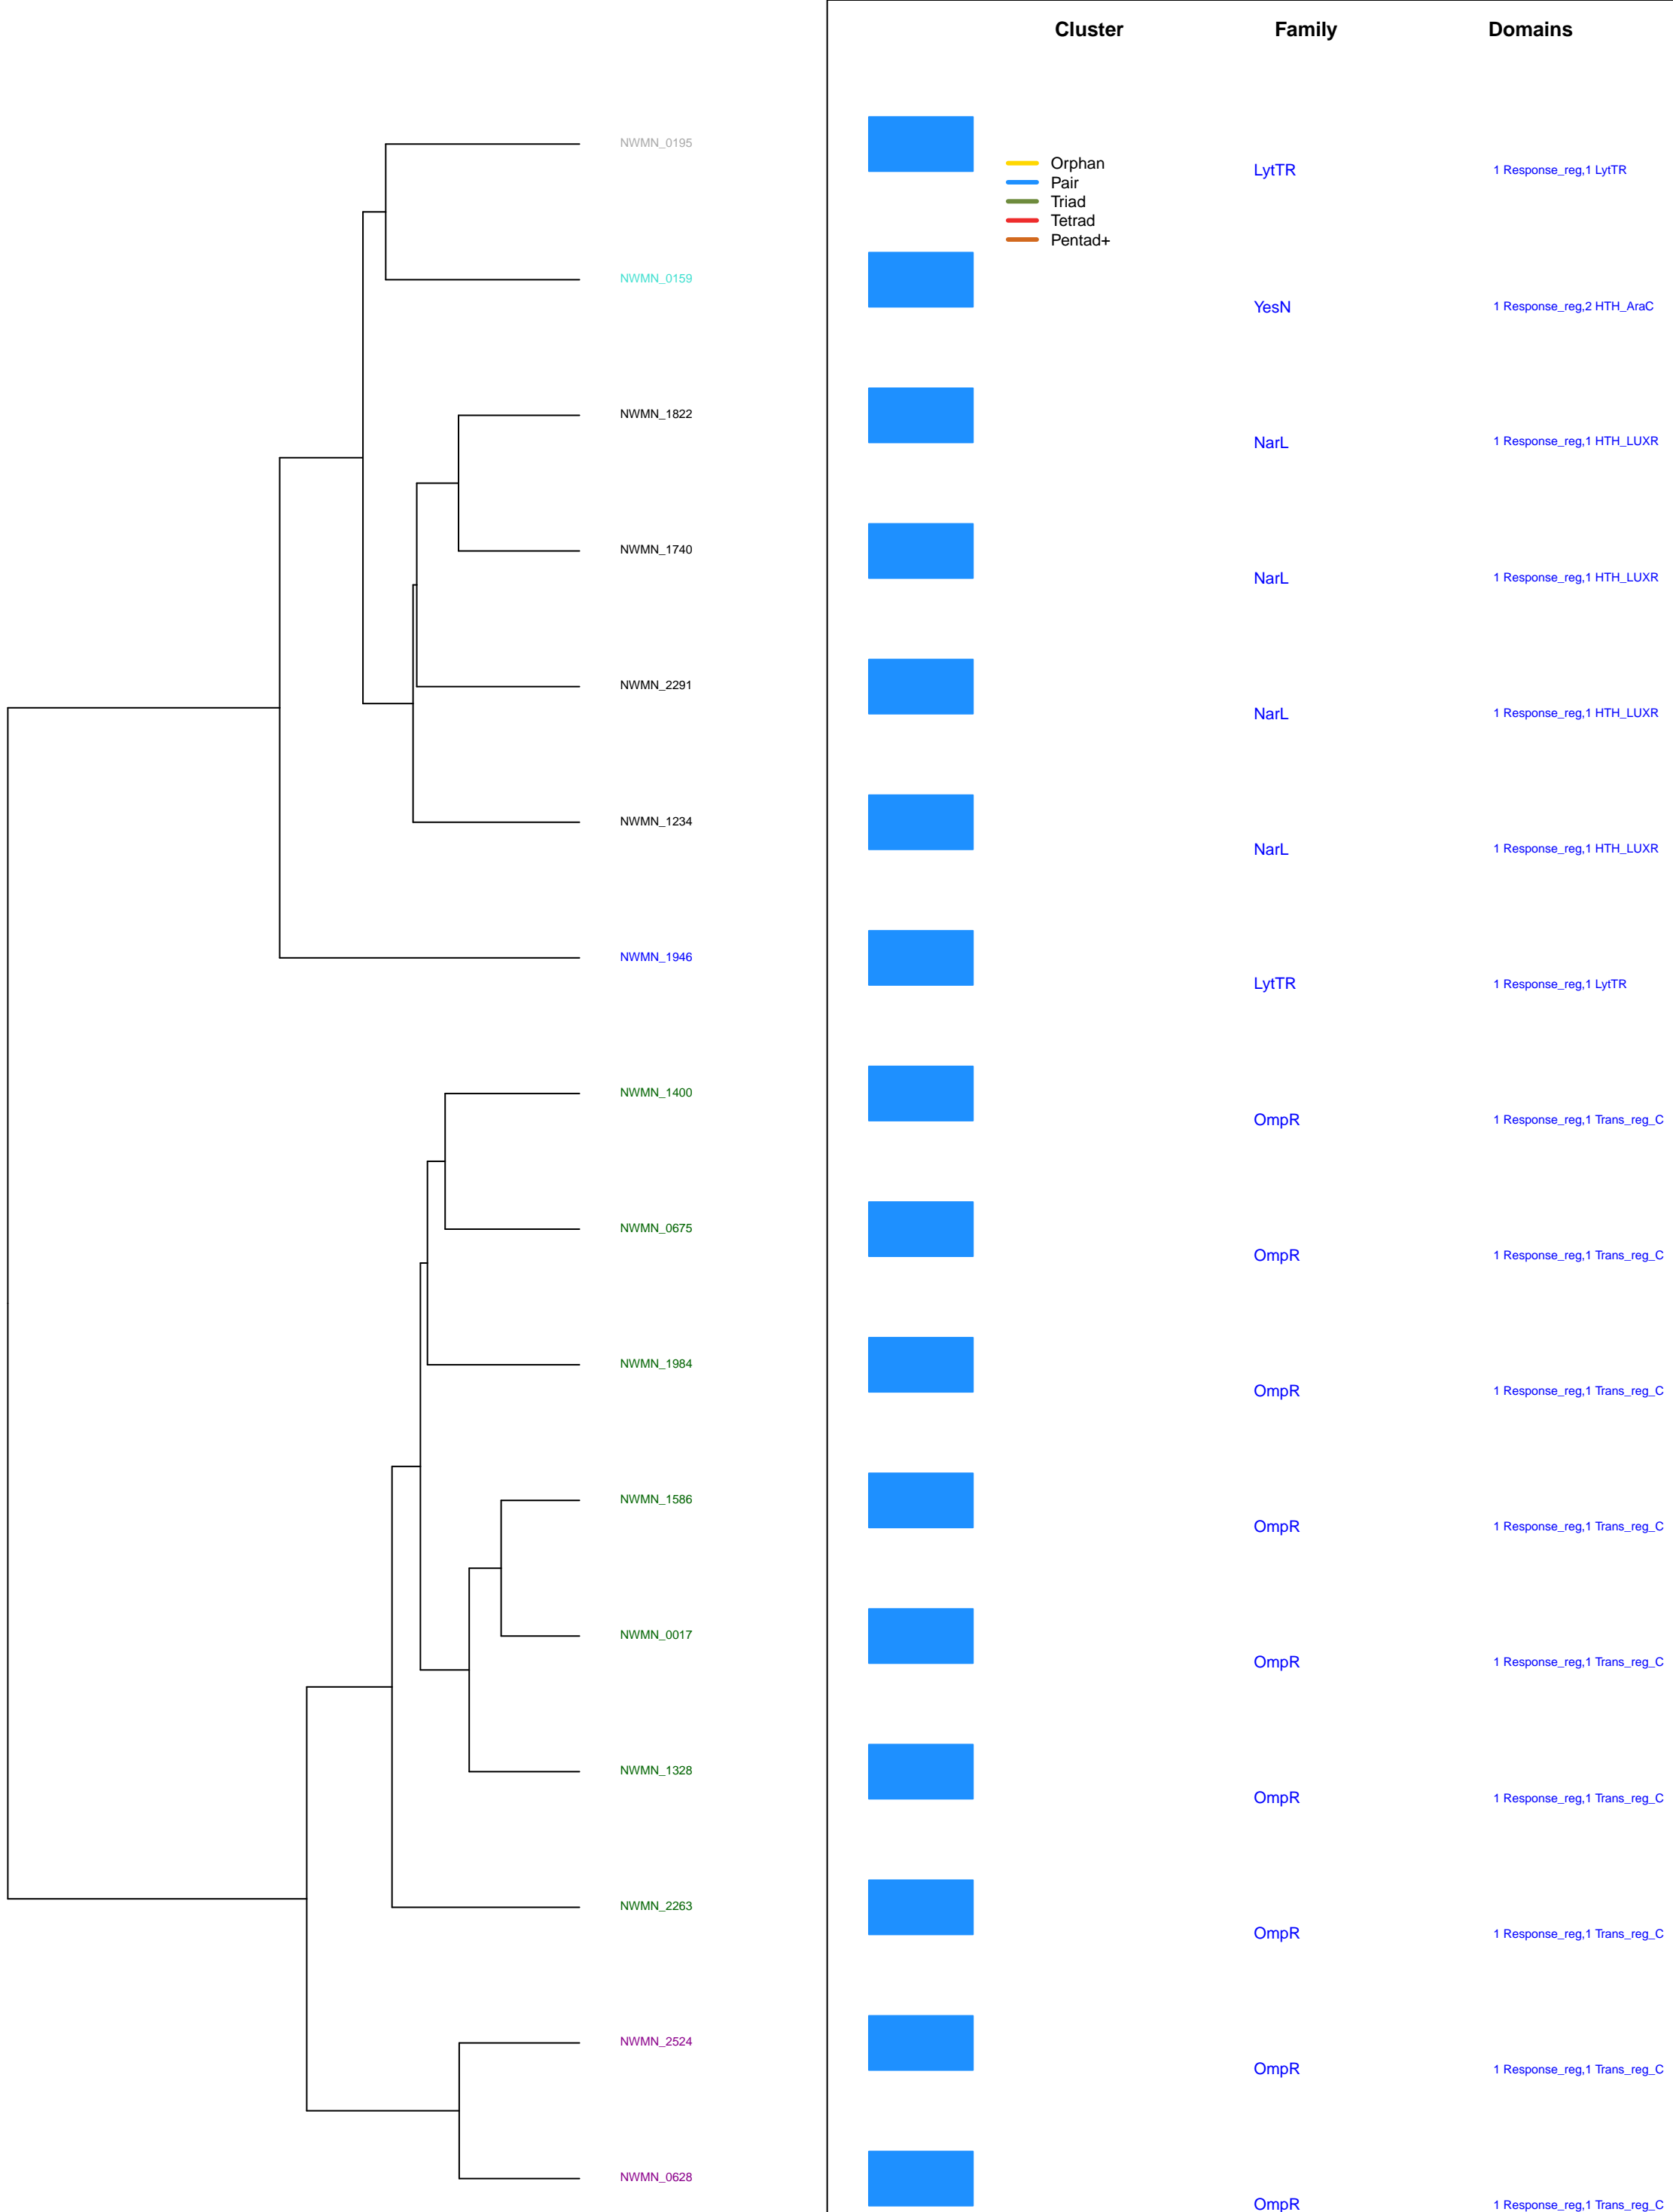 Cluster Family Domains
NWMN_0195
Orphan
Pair
Triad
Tetrad
Pentad+
LytTR 1 Response_reg,1 LytTR
NWMN_0159
YesN 1 Response_reg,2 HTH_AraC
NWMN_1822
NarL 1 Response_reg,1 HTH_LUXR
NWMN_1740
NarL 1 Response_reg,1 HTH_LUXR
NWMN_2291
NarL 1 Response_reg,1 HTH_LUXR
NWMN_1234
NarL 1 Response_reg,1 HTH_LUXR
NWMN_1946
LytTR 1 Response_reg,1 LytTR
NWMN_1400
OmpR 1 Response_reg,1 Trans_reg_C
NWMN_0675
OmpR 1 Response_reg,1 Trans_reg_C
NWMN_1984
OmpR 1 Response_reg,1 Trans_reg_C
NWMN_1586
OmpR 1 Response_reg,1 Trans_reg_C
NWMN_0017
OmpR 1 Response_reg,1 Trans_reg_C
NWMN_1328
OmpR 1 Response_reg,1 Trans_reg_C
NWMN_2263
OmpR 1 Response_reg,1 Trans_reg_C
NWMN_2524
OmpR 1 Response_reg,1 Trans_reg_C
NWMN_0628
OmpR 1 Response_reg,1 Trans_reg_C